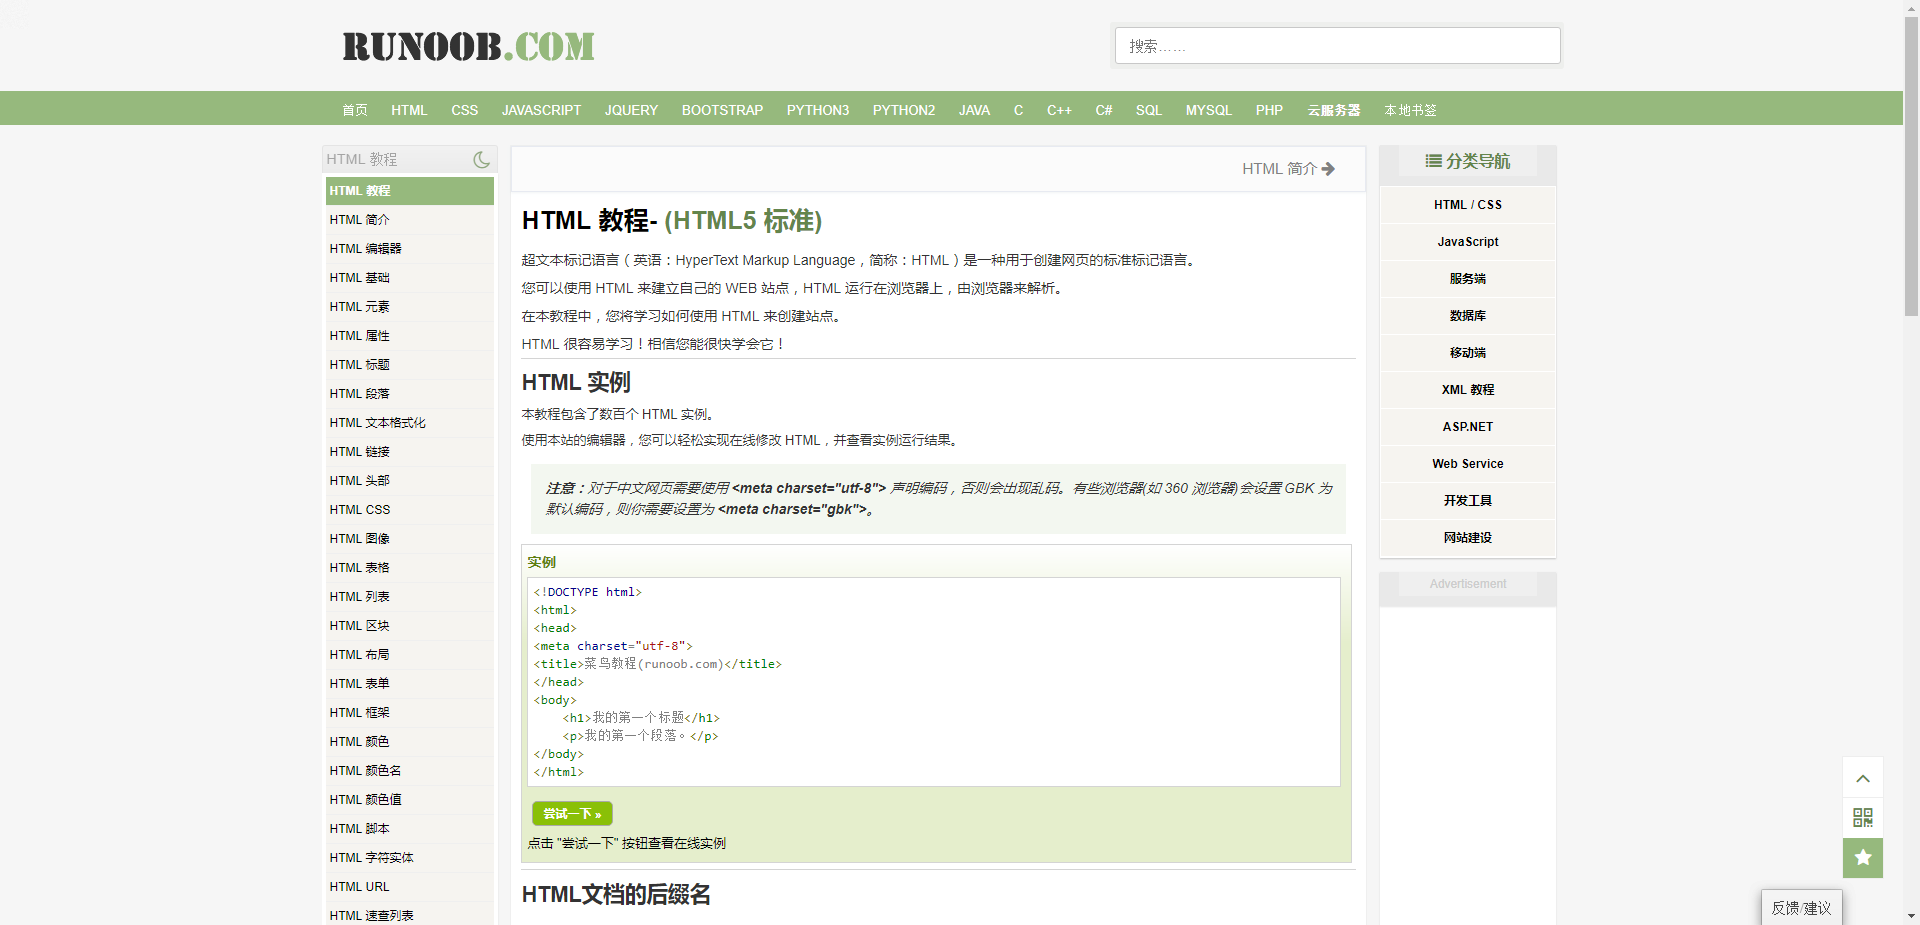 RUNOOB.COM
搜索……
首页 HTML CSS JAVASCRIPT JQUERY BOOTSTRAP PYTHON3 PYTHON2 JAVA C C++ C# SQL MYSQL PHP 云服务器 本地书签
HTML 教程
HTML 教程
HTML 简介
HTML 编辑器
HTML 基础
HTML 元素
HTML 属性
HTML 标题
HTML 段落
HTML 文本格式化
HTML 链接
HTML 头部
HTML CSS
HTML 图像
HTML 表格
HTML 列表
HTML 区块
HTML 布局
HTML 表单
HTML 框架
HTML 颜色
HTML 颜色名
HTML 颜色值
HTML 脚本
HTML 字符实体
HTML URL
HTML 速查列表
HTML 简介
HTML 教程- (HTML5 标准)
超文本标记语言（英语：HyperText Markup Language，简称：HTML）是一种用于创建网页的标准标记语言。
您可以使用 HTML 来建立自己的 WEB 站点，HTML 运行在浏览器上，由浏览器来解析。
在本教程中，您将学习如何使用 HTML 来创建站点。
HTML 很容易学习！相信您能很快学会它！
HTML 实例
本教程包含了数百个 HTML 实例。
使用本站的编辑器，您可以轻松实现在线修改 HTML，并查看实例运行结果。
注意：对于中文网页需要使用 <meta charset="utf-8"> 声明编码，否则会出现乱码。有些浏览器(如 360 浏览器)会设置 GBK 为
默认编码，则你需要设置为 <meta charset="gbk">。
实例
<!DOCTYPE html>
<html>
<head>
<meta charset="utf-8">
<title>菜鸟教程(runoob.com)</title>
</head>
<body>
    <h1>我的第一个标题</h1>
    <p>我的第一个段落。</p>
</body>
</html>
尝试一下 »
点击 "尝试一下" 按钮查看在线实例
HTML文档的后缀名
分类导航
HTML / CSS
JavaScript
服务端
数据库
移动端
XML 教程
ASP.NET
Web Service
开发工具
网站建设
Advertisement
反馈/建议